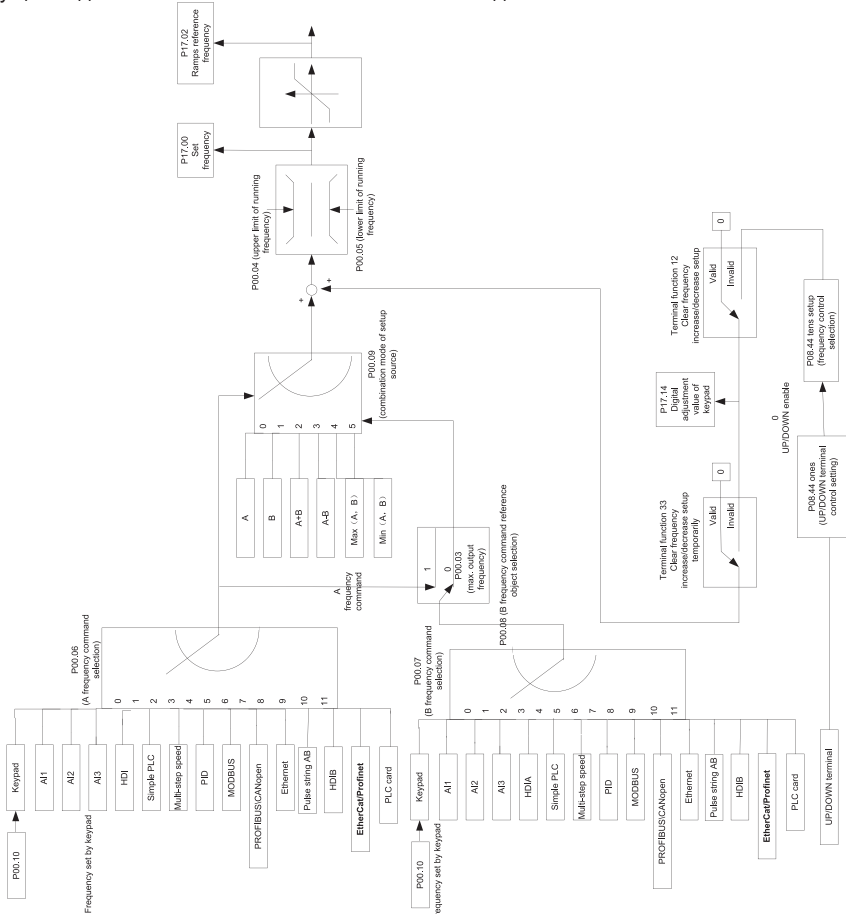 P17.02
Ramps reference
frequency
P17.00
Set
frequency
P00.04 (upper limit of running
frequency)
P00.05 (lower limit of running
frequency)
+
+
P00.09
(combination mode of setup
source)
0
1
2
3
4
5
A
B
A+B
A-B
Max（A，B）
Min（A，B）
A
frequency
command
1
0
P00.03
(max. output
frequency)
P00.08 (B frequency command reference
object selection)
P00.06
(A frequency command
selection)
0
1
2
3
4
5
6
7
8
9
10
11
Keypad
AI1
AI2
AI3
HDI
Simple PLC
Multi-step speed
PID
MODBUS
PROFIBUS\CANopen
Ethernet
Pulse string AB
HDIB
EtherCat/Profinet
PLC card
P00.10
Frequency set by keypad
P00.07
(B frequency command
selection)
0
1
2
3
4
5
6
7
8
9
10
11
Keypad
AI1
AI2
AI3
HDIA
Simple PLC
Multi-step speed
PID
MODBUS
PROFIBUS\CANopen
Ethernet
Pulse string AB
HDIB
EtherCat/Profinet
PLC card
P00.10
requency set by keypad
Terminal function 12
Clear frequency
increase/decrease setup
Valid
Invalid
0
P17.14
Digital
adjustment
value of
keypad
Terminal function 33
Clear frequency
increase/decrease setup
temporarily
Valid
Invalid
0
P08.44 tens setup
(frequency control
selection)
0
UP/DOWN enable
P08.44 ones
(UP/DOWN terminal
control setting)
UP/DOWN terminal